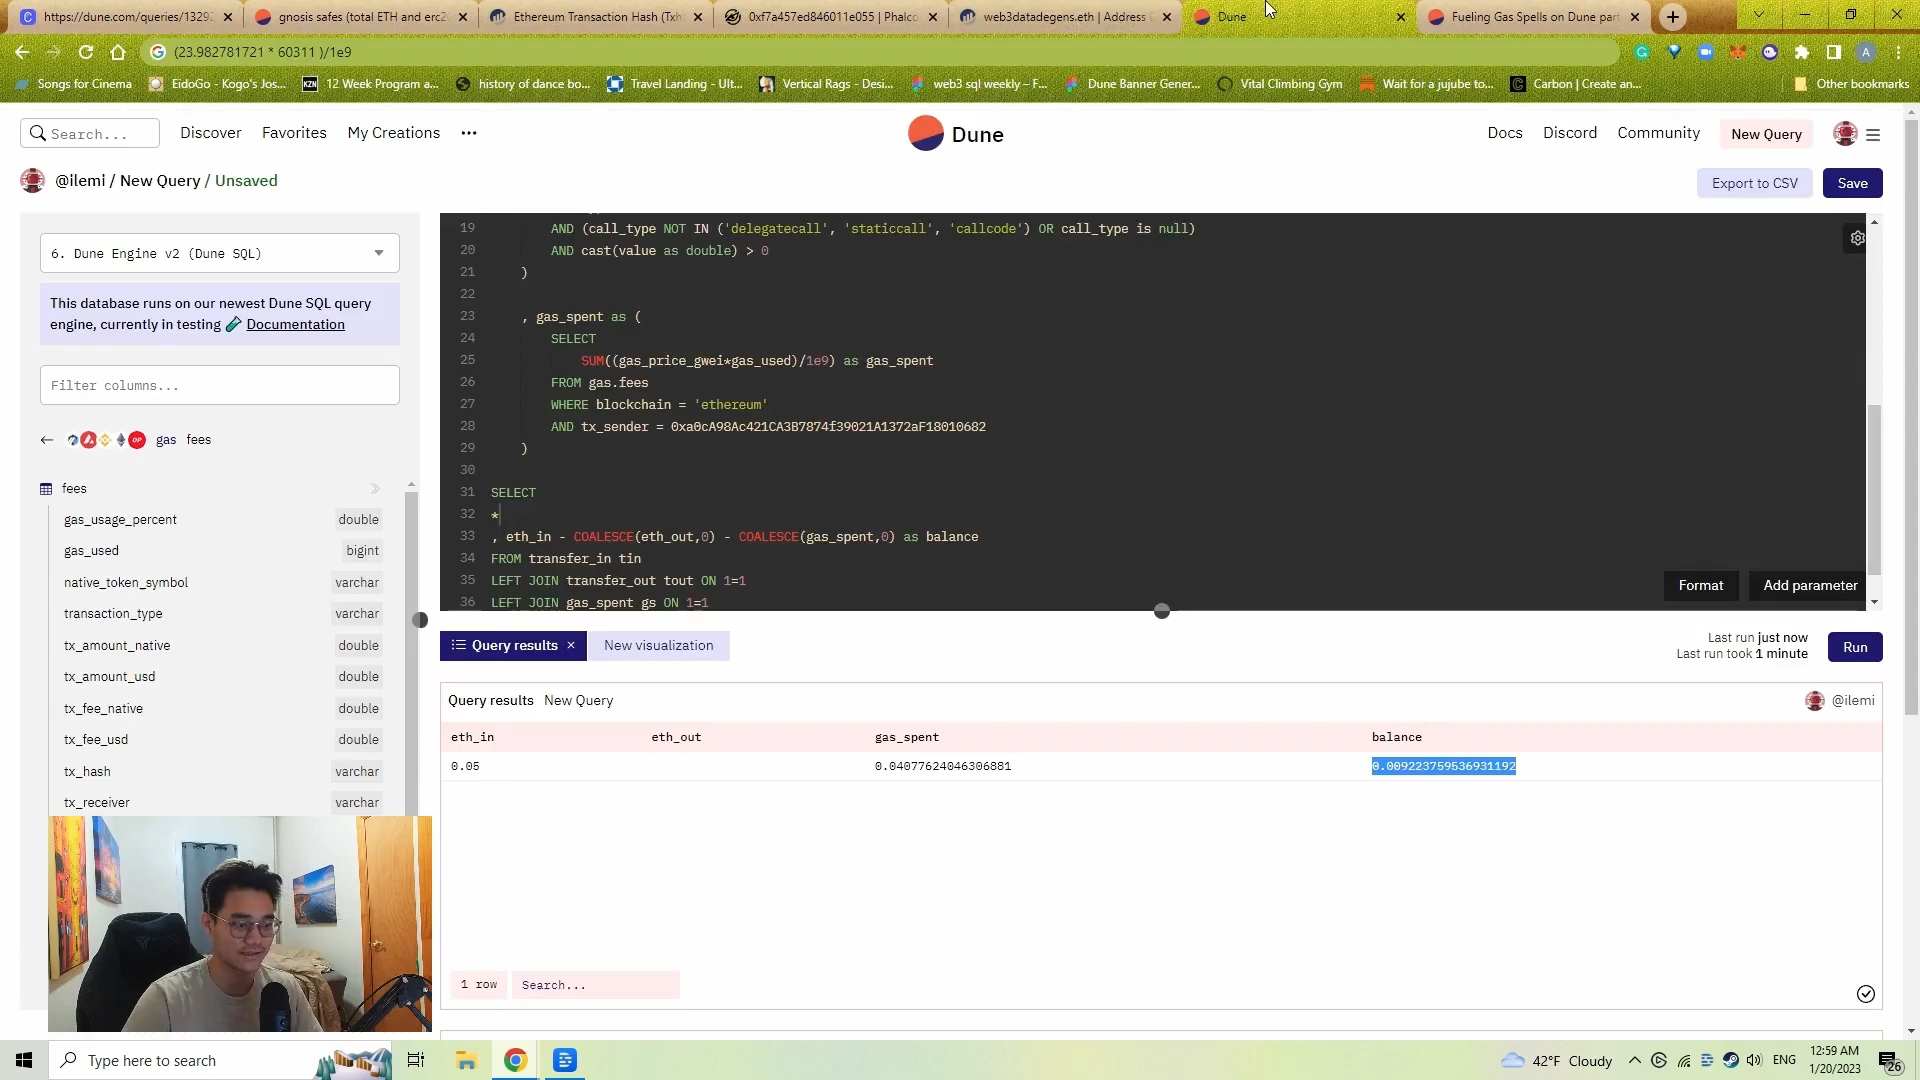 https://dune.com/queries/13292
gnosis safes (total ETH and erc2
Ethereum Transaction Hash (Txh
0xf7a457ed846011e055 | Phalco
web3datadegens.eth | Address
Dune
Fueling Gas Spells on Dune part
(23.982781721 * 60311 )/1e9
Songs for Cinema
EidoGo - Kogo's Jos...
12 Week Program a...
history of dance bo...
Travel Landing - Ult...
Vertical Rags - Desi...
web3 sql weekly – F...
Dune Banner Gener...
Vital Climbing Gym
Wait for a jujube to...
Carbon | Create an...
Other bookmarks
Search...
Discover
Favorites
My Creations
Dune
Docs
Discord
Community
New Query
@ilemi / New Query / Unsaved
Export to CSV
Save
6. Dune Engine v2 (Dune SQL)
This database runs on our newest Dune SQL query
engine, currently in testing Documentation
Filter columns...
gas fees
fees
gas_usage_percent double
gas_used bigint
native_token_symbol varchar
transaction_type varchar
tx_amount_native double
tx_amount_usd double
tx_fee_native double
tx_fee_usd double
tx_hash varchar
tx_receiver varchar
19 AND (call_type NOT IN ('delegatecall', 'staticcall', 'callcode') OR call_type is null)
20 AND cast(value as double) > 0
21 )
22
23 , gas_spent as (
24 SELECT
25 SUM((gas_price_gwei*gas_used)/1e9) as gas_spent
26 FROM gas.fees
27 WHERE blockchain = 'ethereum'
28 AND tx_sender = 0xa0cA98Ac421CA3B7874f39021A1372aF18010682
29 )
30
31 SELECT
32 *
33 , eth_in - COALESCE(eth_out,0) - COALESCE(gas_spent,0) as balance
34 FROM transfer_in tin
35 LEFT JOIN transfer_out tout ON 1=1
36 LEFT JOIN gas_spent gs ON 1=1
Format
Add parameter
Query results
New visualization
Last run just now
Last run took 1 minute
Run
Query results New Query
@ilemi
eth_in eth_out gas_spent balance
0.05 0.04077624046306881 0.009223759536931192
1 row
Search...
Type here to search
42°F Cloudy
ENG
12:59 AM
1/20/2023
26